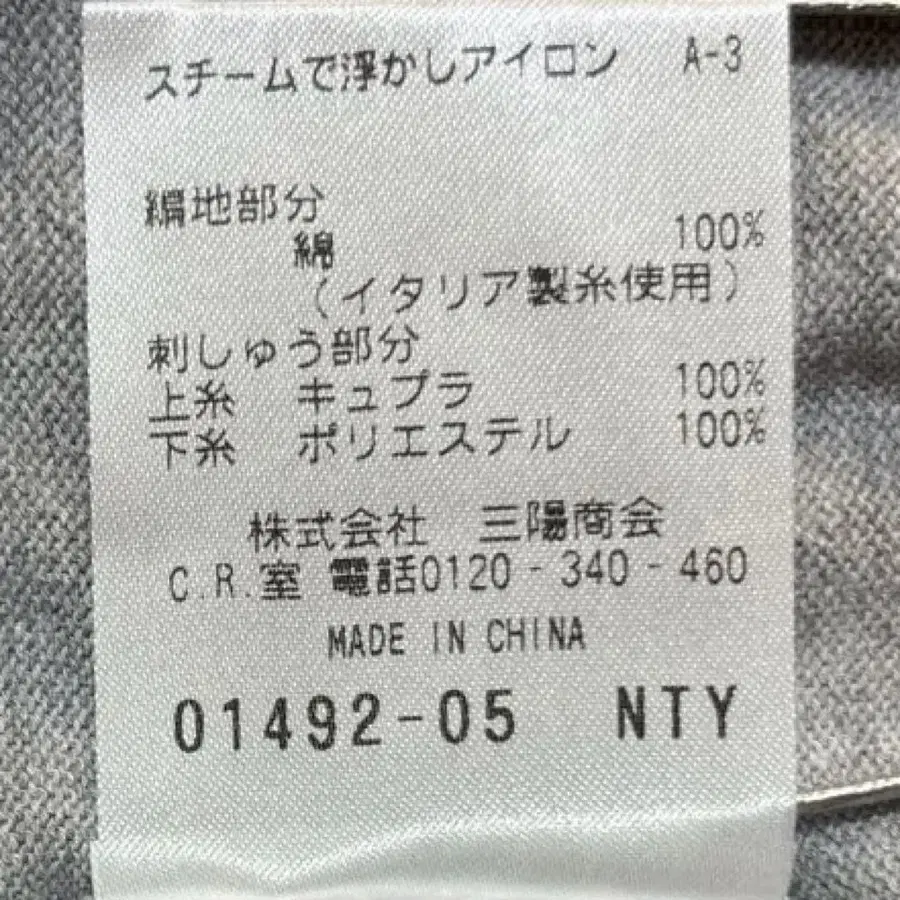 スチームで浮かしアイロン A-3
編地部分
綿 100%
(イタリア製糸使用)
刺しゅう部分
上糸 キュプラ 100%
下糸 ポリエステル 100%
株式会社 三陽商会
C.R.室 電話0120-340-460
MADE IN CHINA
01492-05 NTY